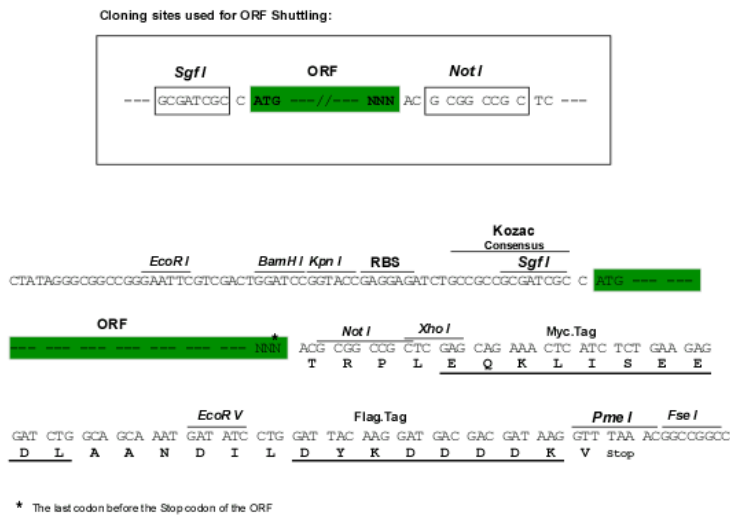 Cloning sites used for ORF Shuttling:
Sgf I ORF Not I
--- GCGATCGC C ATG ---//--- NNN AC G CGG CCG C TC ---
Kozac
Consensus
EcoR I BamH I Kpn I RBS Sgf I
CTATAGGGCGGCCGGGAATTCGTCGACTGGATCCGGTACCGAGGAGATCTGCCGCCGCGATCGC C ATG --- ---
ORF
* Not I Xho I Myc.Tag
--- --- --- --- --- --- --- --- NNN ACG CGG CCG CTC GAG CAG AAA CTC ATC TCT GAA GAG
T R P L E Q K L I S E E
EcoR V Flag.Tag Pme I Fse I
GAT CTG GCA GCA AAT GAT ATC CTG GAT TAC AAG GAT GAC GAC GAT AAG GTT TAA ACGGCCGGCC
D L A A N D I L D Y K D D D D K V Stop
* The last codon before the Stop codon of the ORF